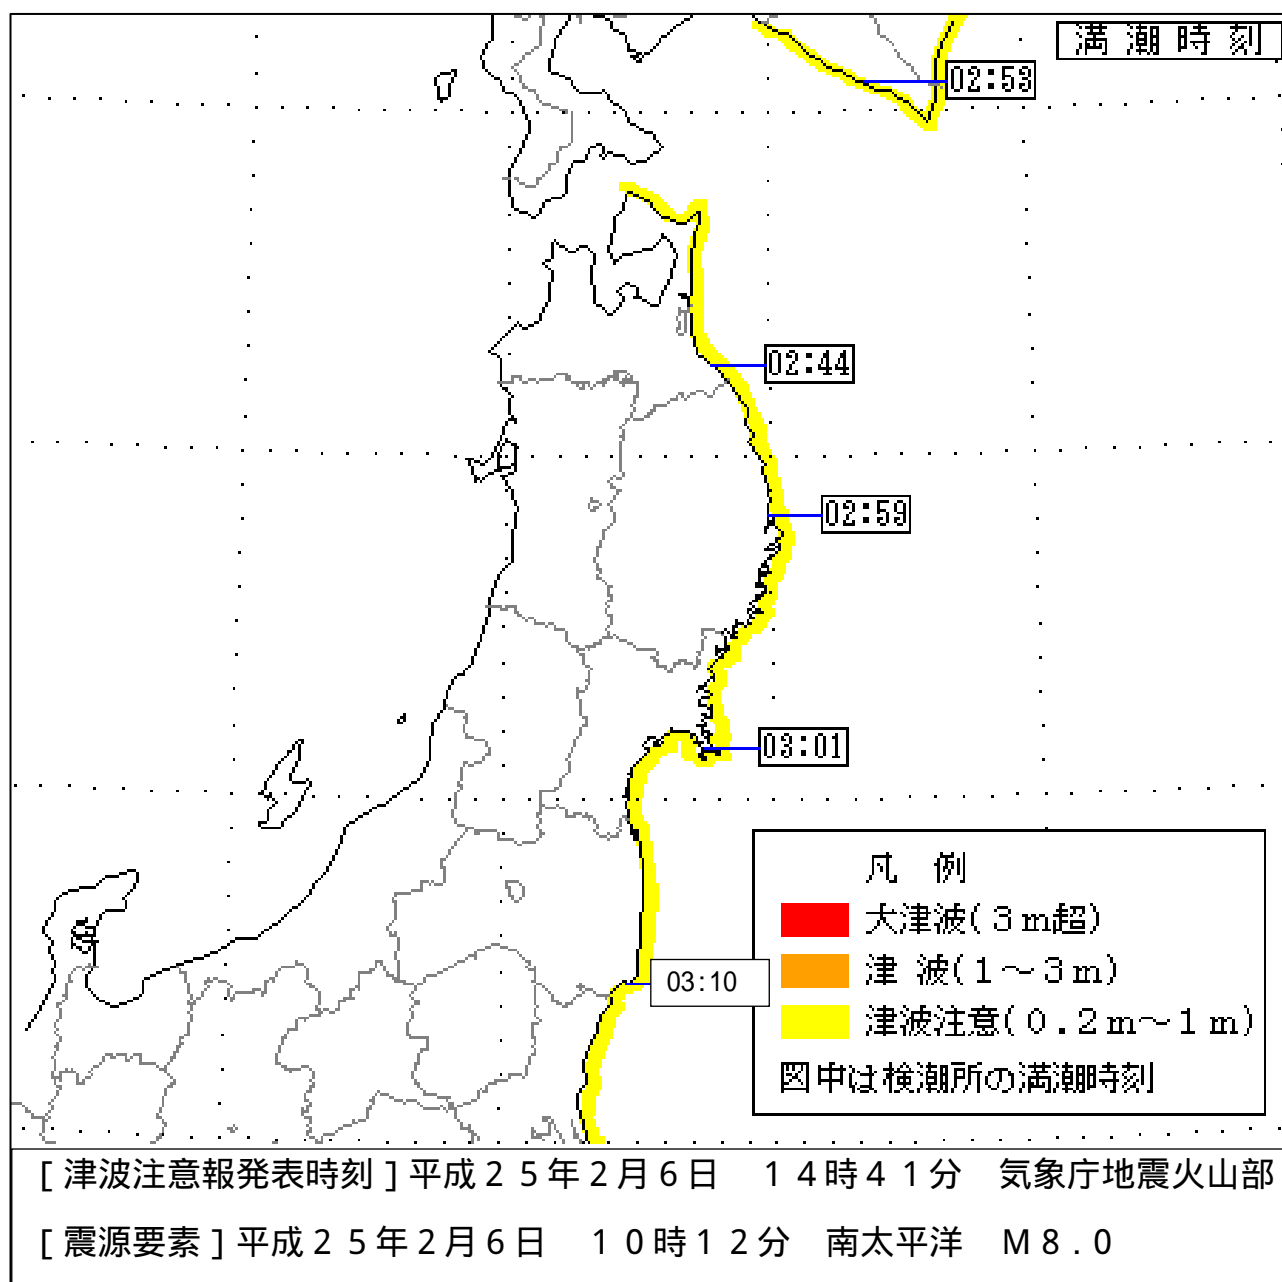 満潮時刻
02:53
02:44
02:59
03:01
03:10
凡 例
大津波(３ｍ超)
津 波(１～３ｍ)
津波注意(０.２ｍ～１ｍ)
図中は検潮所の満潮時刻
[ 津波注意報発表時刻 ] 平成２５年２月６日　１４時４１分　気象庁地震火山部
[ 震源要素 ] 平成２５年２月６日　１０時１２分　南太平洋　Ｍ８.０